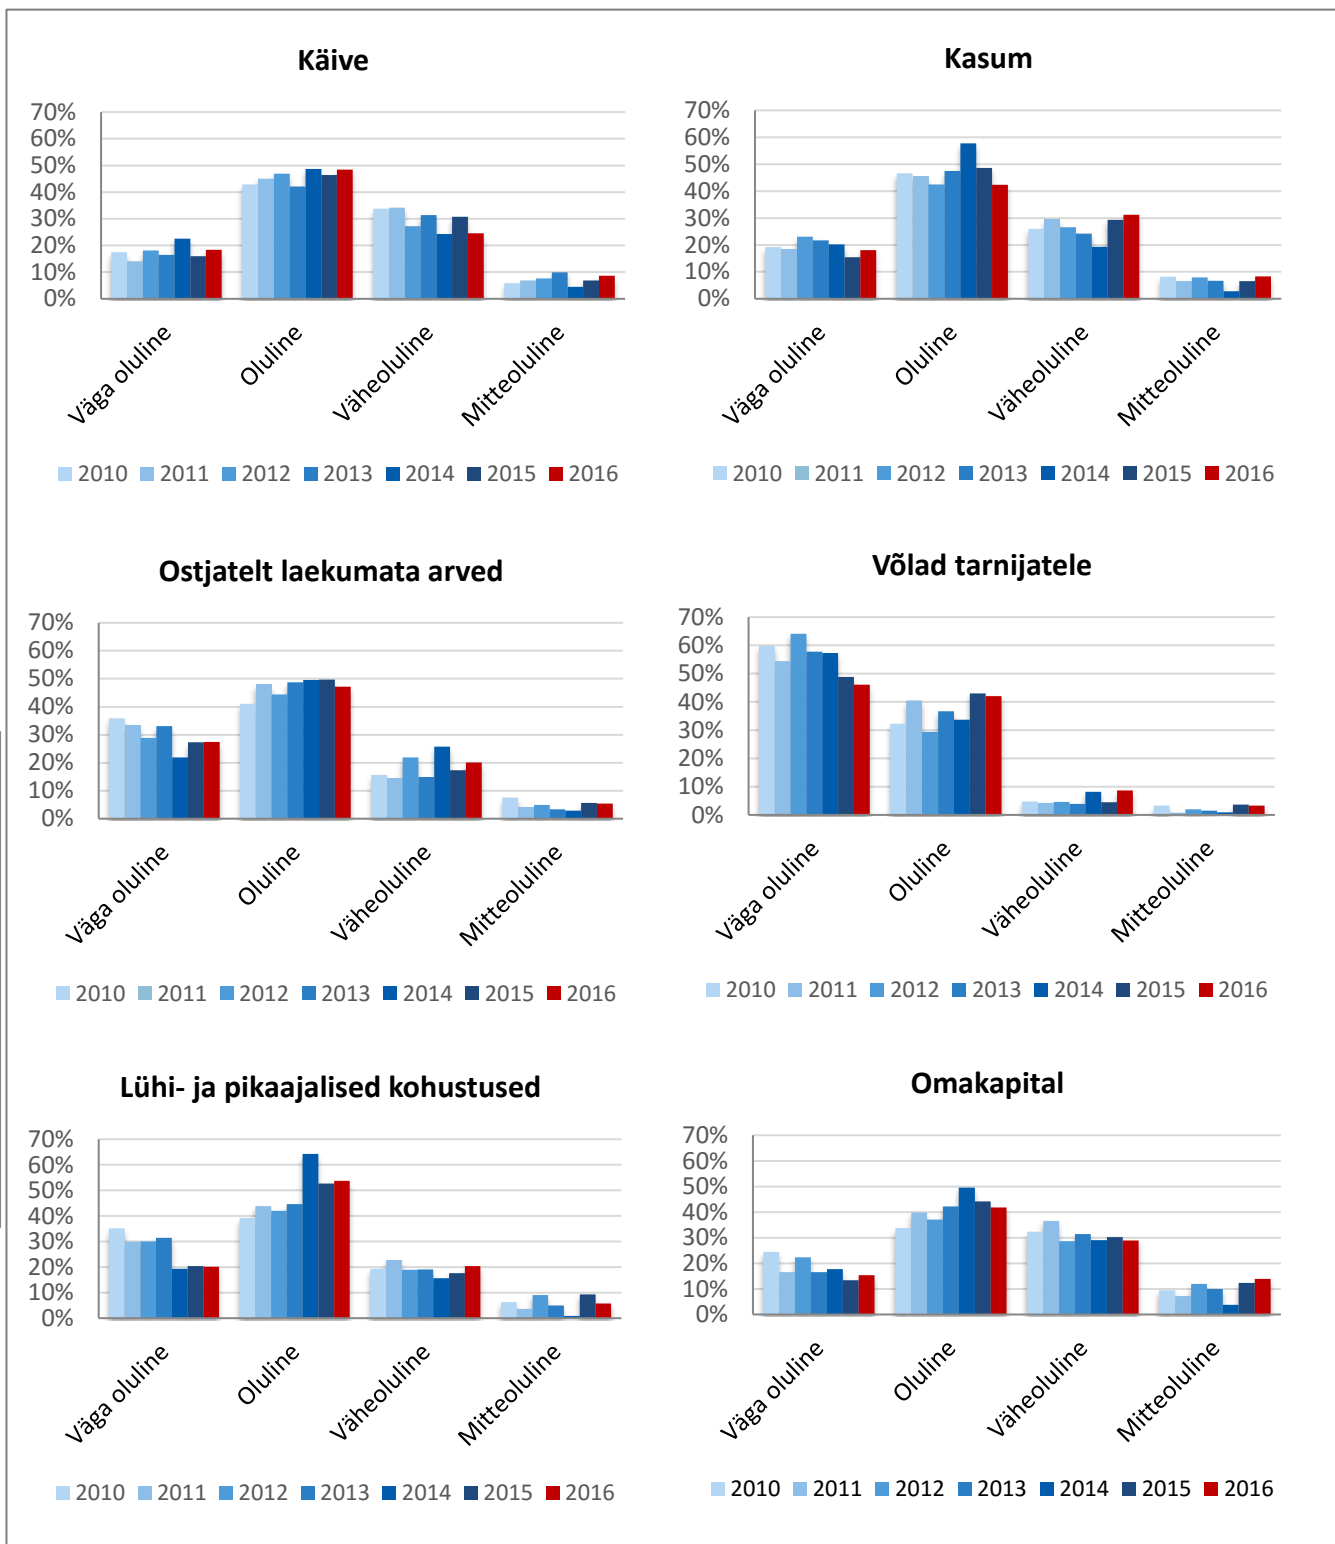 Käive
70%
60%
50%
40%
30%
20%
10%
0%
Väga oluline
Oluline
Väheoluline
Mitteoluline
2010 2011 2012 2013 2014 2015 2016
Kasum
70%
60%
50%
40%
30%
20%
10%
0%
Väga oluline
Oluline
Väheoluline
Mitteoluline
2010 2011 2012 2013 2014 2015 2016
Ostjatelt laekumata arved
70%
60%
50%
40%
30%
20%
10%
0%
Väga oluline
Oluline
Väheoluline
Mitteoluline
2010 2011 2012 2013 2014 2015 2016
Võlad tarnijatele
70%
60%
50%
40%
30%
20%
10%
0%
Väga oluline
Oluline
Väheoluline
Mitteoluline
2010 2011 2012 2013 2014 2015 2016
Lühi- ja pikaajalised kohustused
70%
60%
50%
40%
30%
20%
10%
0%
Väga oluline
Oluline
Väheoluline
Mitteoluline
2010 2011 2012 2013 2014 2015 2016
Omakapital
70%
60%
50%
40%
30%
20%
10%
0%
Väga oluline
Oluline
Väheoluline
Mitteoluline
2010 2011 2012 2013 2014 2015 2016